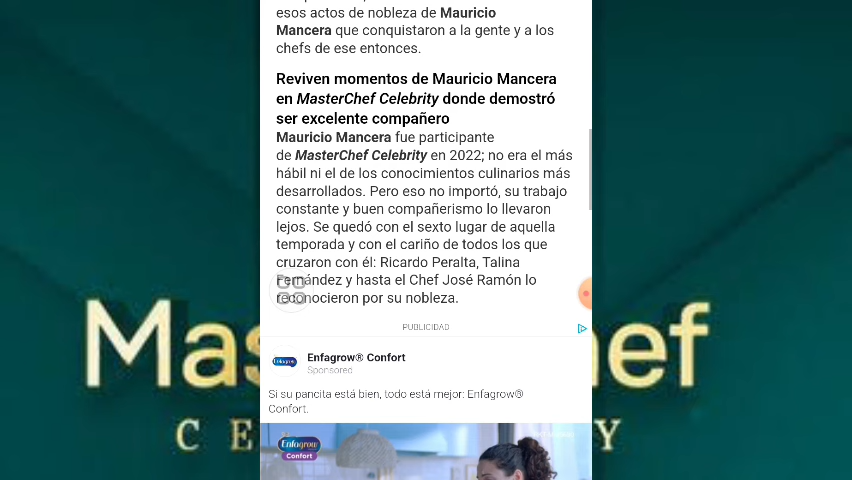 esos actos de nobleza de Mauricio
Mancera que conquistaron a la gente y a los
chefs de ese entonces.
Reviven momentos de Mauricio Mancera
en MasterChef Celebrity donde demostró
ser excelente compañero
Mauricio Mancera fue participante
de MasterChef Celebrity en 2022; no era el más
hábil ni el de los conocimientos culinarios más
desarrollados. Pero eso no importó, su trabajo
constante y buen compañerismo lo llevaron
lejos. Se quedó con el sexto lugar de aquella
temporada y con el cariño de todos los que
cruzaron con él: Ricardo Peralta, Talina
Fernández y hasta el Chef José Ramón lo
reconocieron por su nobleza.
PUBLICIDAD
Enfagrow® Confort
Sponsored
Si su pancita está bien, todo está mejor: Enfagrow®
Confort.
Enfagrow
Confort
Mas
hef
CE
Y